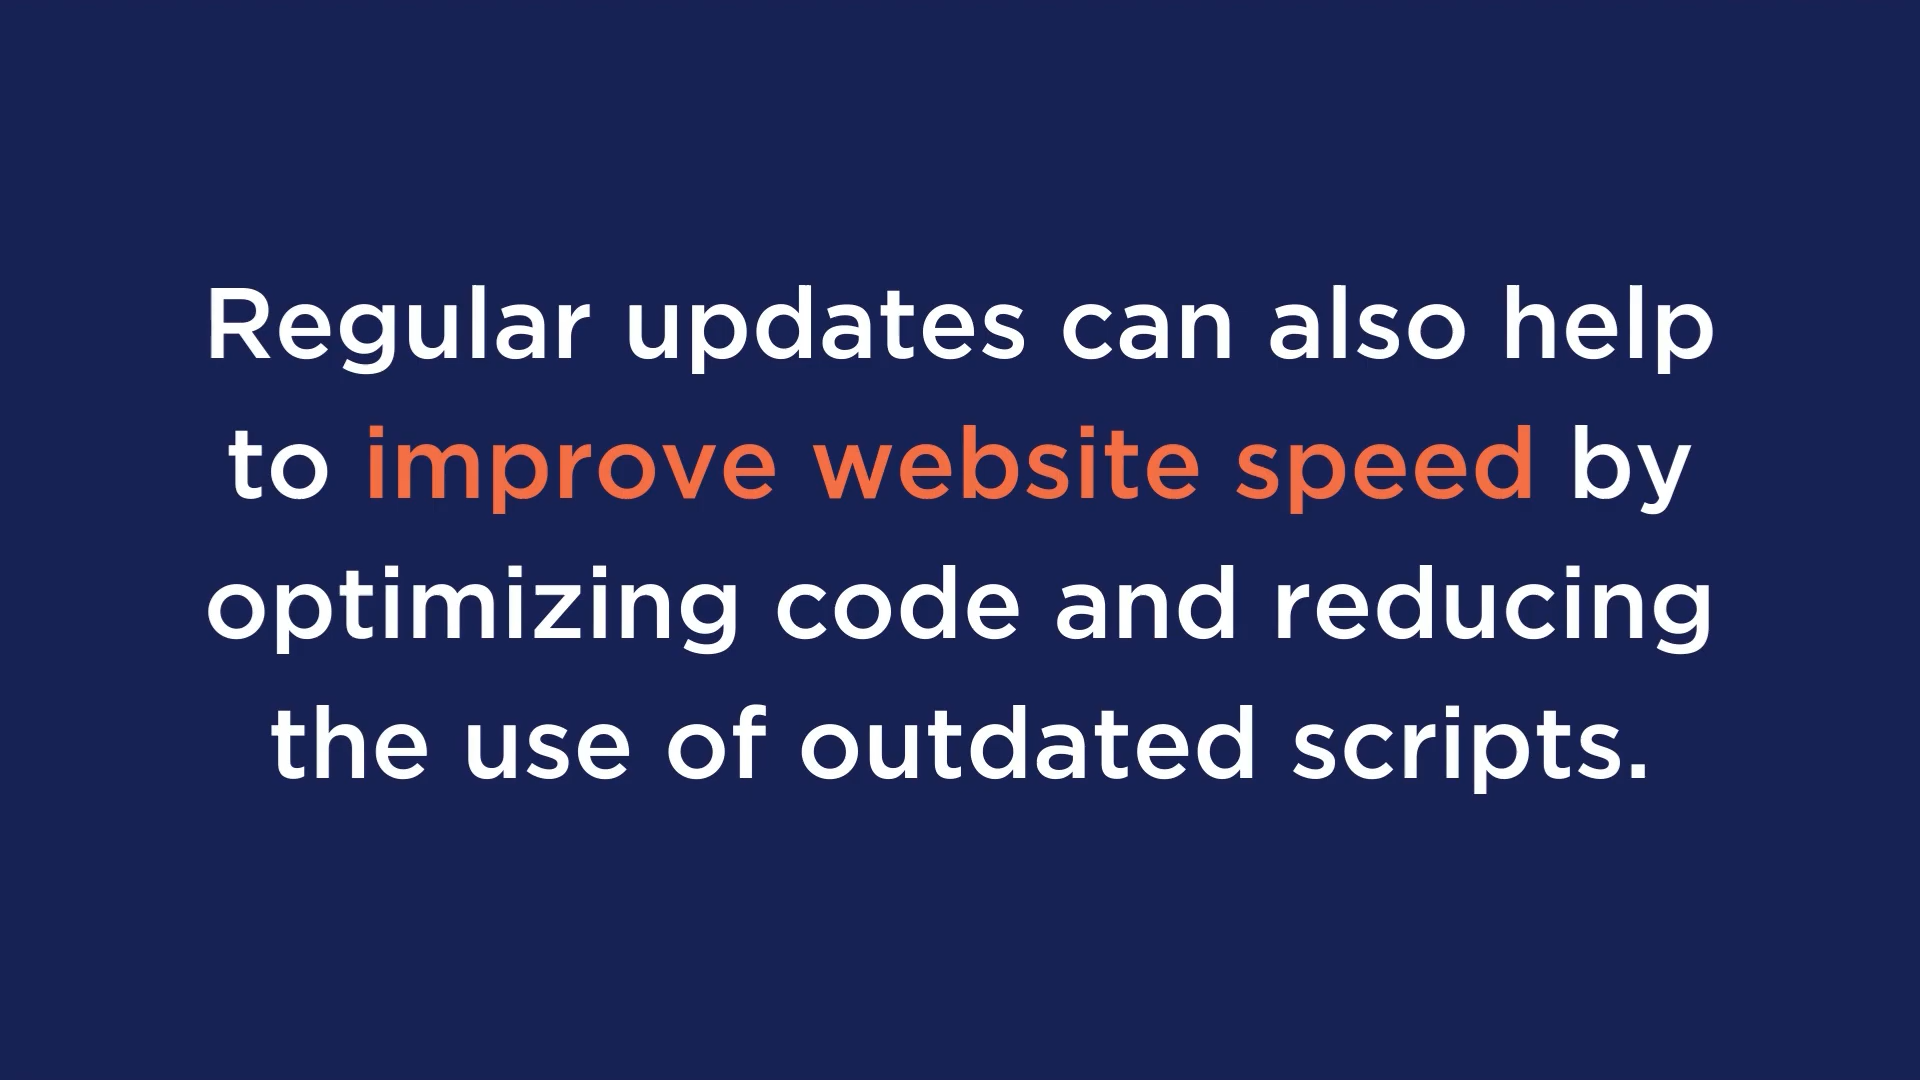 Regular updates can also help
to improve website speed by
optimizing code and reducing
the use of outdated scripts.